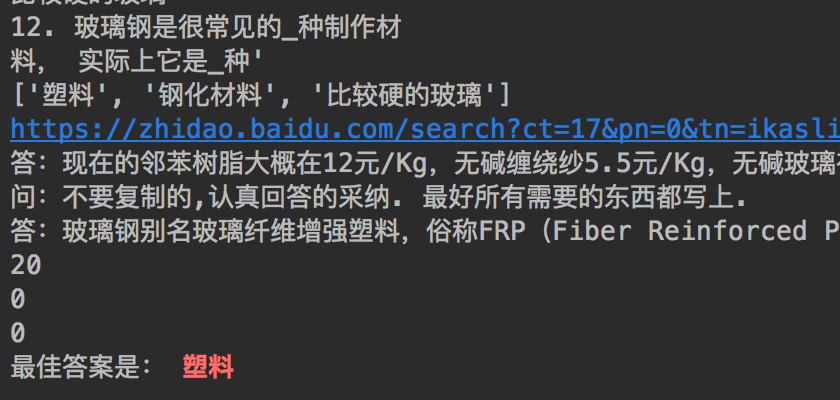 12. 玻璃钢是很常见的_种制作材
料， 实际上它是_种'
['塑料', '钢化材料', '比较硬的玻璃']
https://zhidao.baidu.com/search?ct=17&pn=0&tn=ikasli
答：现在的邻苯树脂大概在12元/Kg，无碱缠绕纱5.5元/Kg，无碱玻璃
问：不要复制的,认真回答的采纳. 最好所有需要的东西都写上.
答：玻璃钢别名玻璃纤维增强塑料，俗称FRP（Fiber Reinforced P
20
0
0
最佳答案是： 塑料